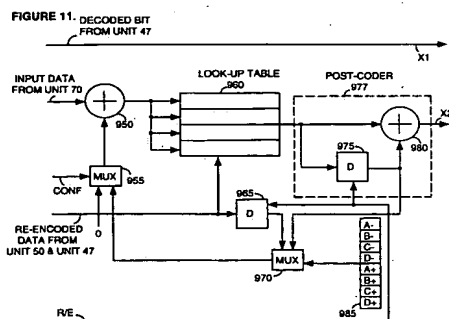 FIGURE 11. DECODED BIT
FROM UNIT 47
X1
INPUT DATA
FROM UNIT 70
LOOK-UP TABLE
960
POST-CODER
977
950
975
980
X2
D
MUX
955
CONF
0
965
D
RE-ENCODED DATA FROM
UNIT 50 & UNIT 47
MUX
970
A-
B-
C-
D-
A+
B+
C+
D+
985
R/E